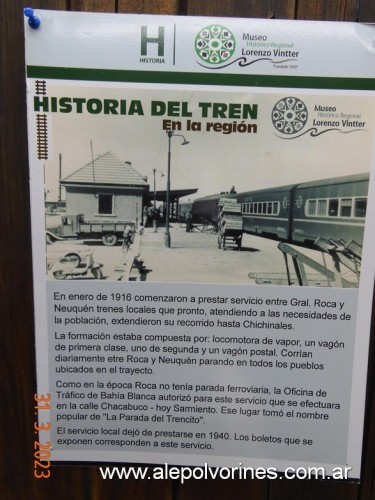 H
HISTORIA
Museo
Histórico Regional
Lorenzo Vintter
HISTORIA DEL TREN
En la región
Museo
Histórico Regional
Lorenzo Vintter
En enero de 1916 comenzaron a prestar servicio entre Gral. Roca y
Neuquén trenes locales que pronto, atendiendo a las necesidades de
la población, extendieron su recorrido hasta Chichinales.
La formación estaba compuesta por: locomotora de vapor, un vagón
de primera clase, uno de segunda y un vagón postal. Corrían
diariamente etre Roca y Neuquén parando en todos los pueblos
ubicados en el trayecto.
Como en la época Roca no tenía parada ferroviaria, la Oficina de
Tráfico de Bahía Blanca autorizó para este servicio que se efectuara
en la calle Chacabuco - hoy Sarmiento. Ese lugar tomó el nombre
popular de "La Parada del Trencito".
El servicio local dejó de prestarse en 1940. Los boletos que se
exponen corresponden a este servicio.
31.3.2023
www.alepolvorines.com.ar